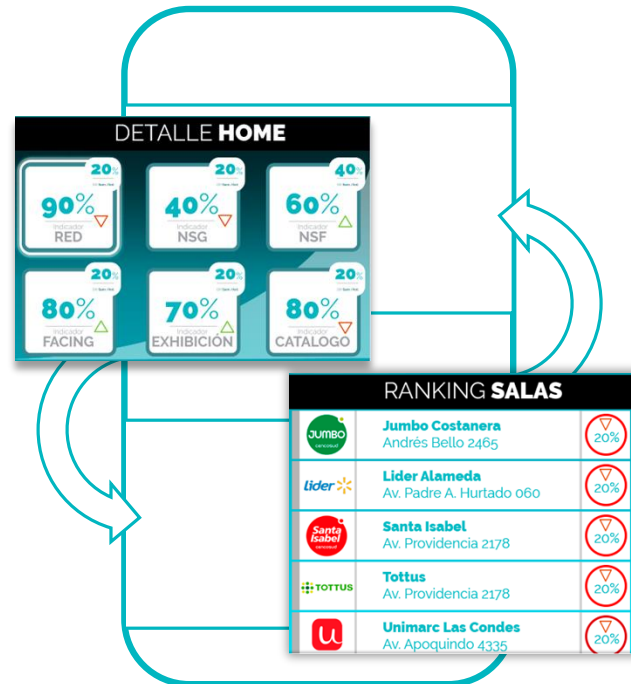 DETALLE HOME
20% 20% 40%
90% 40% 60%
Indicador Indicador Indicador
RED NSG NSF
20% 20% 20%
80% 70% 80%
Indicador Indicador Indicador
FACING EXHIBICIÓN CATALOGO
RANKING SALAS
JUMBO
cencosud
Jumbo Costanera
Andrés Bello 2465
20%
Lider
Lider Alameda
Av. Padre A. Hurtado 060
20%
Santa
Isabel
cencosud
Santa Isabel
Av. Providencia 2178
20%
TOTTUS
Tottus
Av. Providencia 2178
20%
Unimarc Las Condes
Av. Apoquindo 4335
20%